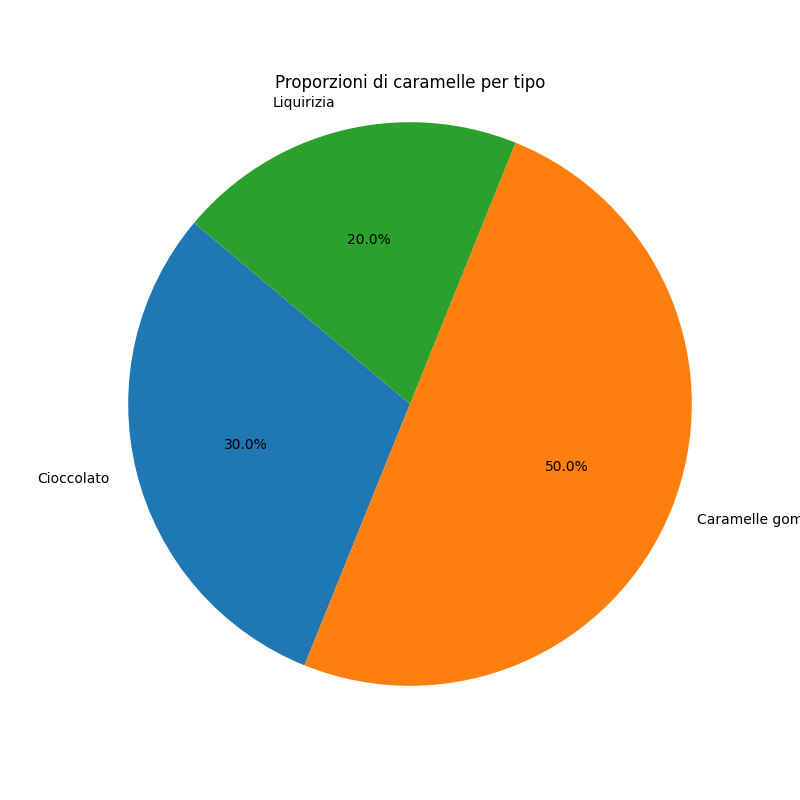 Proporzioni di caramelle per tipo
Liquirizia
20.0%
30.0%
50.0%
Cioccolato
Caramelle gom